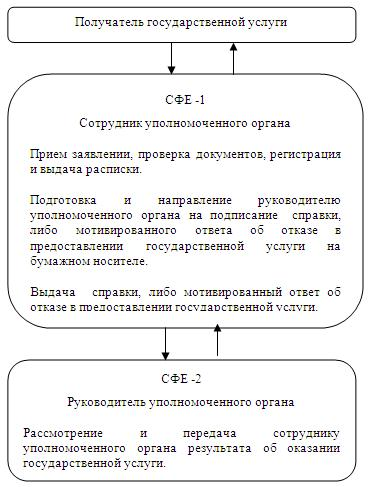 Получатель государственной услуги
СФЕ -1
Сотрудник уполномоченного органа
Прием заявлении, проверка документов, регистрация
и выдача расписки.
Подготовка и направление руководителю
уполномоченного органа на подписание справки,
либо мотивированного ответа об отказе в
предоставлении государственной услуги на
бумажном носителе.
Выдача справки, либо мотивированный ответ об
отказе в предоставлении государственной услуги.
СФЕ -2
Руководитель уполномоченного органа
Рассмотрение и передача сотруднику
уполномоченного органа результата об оказании
государственной услуги.